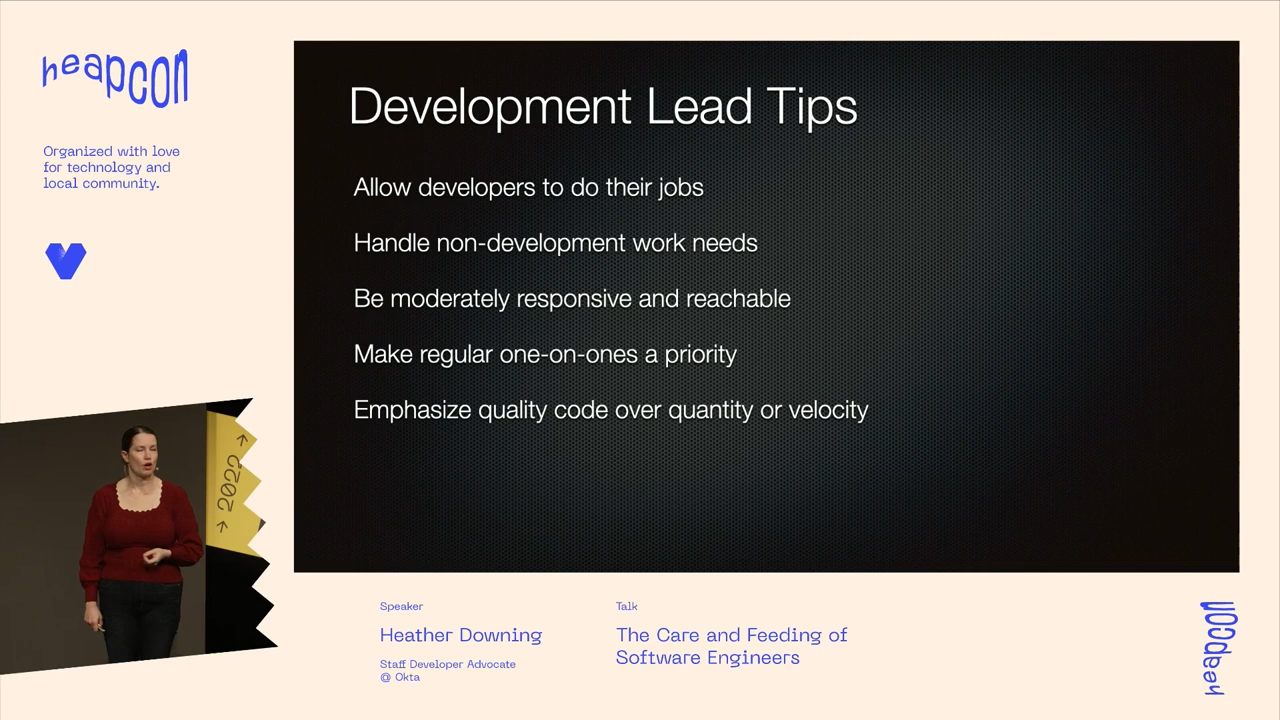 heapcon
Organized with love
for technology and
local community.
Development Lead Tips
Allow developers to do their jobs
Handle non-development work needs
Be moderately responsive and reachable
Make regular one-on-ones a priority
Emphasize quality code over quantity or velocity
→ 2022 →
Speaker
Heather Downing
Staff Developer Advocate
@ Okta
Talk
The Care and Feeding of
Software Engineers
heapcon